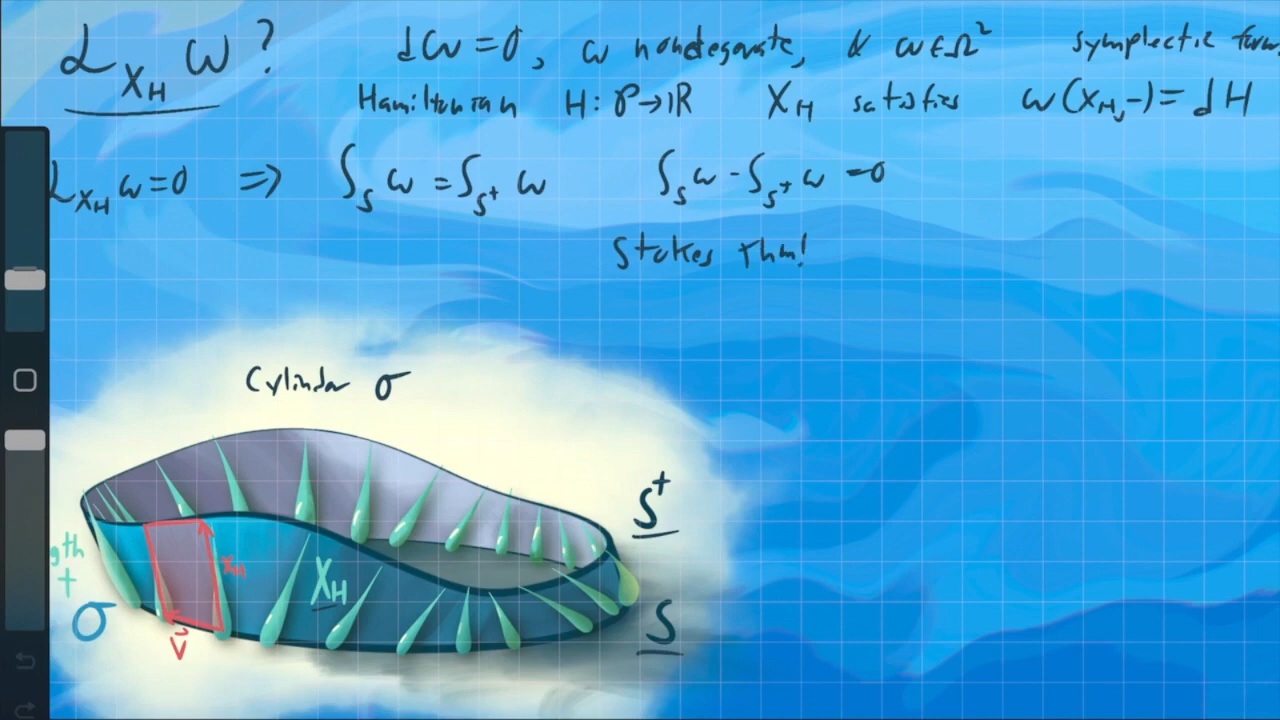 ℒ_{X_H} ω ?
dω = 0, ω nondegenerate, & ω ∈ Ω² symplectic form
Hamiltonian H: P→ℝ X_H satisfies ω(X_H, -) = dH
ℒ_{X_H} ω = 0 ⇒ ∫_S ω = ∫_{S⁺} ω ∫_S ω - ∫_{S⁺} ω = 0
Stokes Thm!
Cylinder σ
S⁺
gth
t
X_H
X_H
σ
S
v⃗